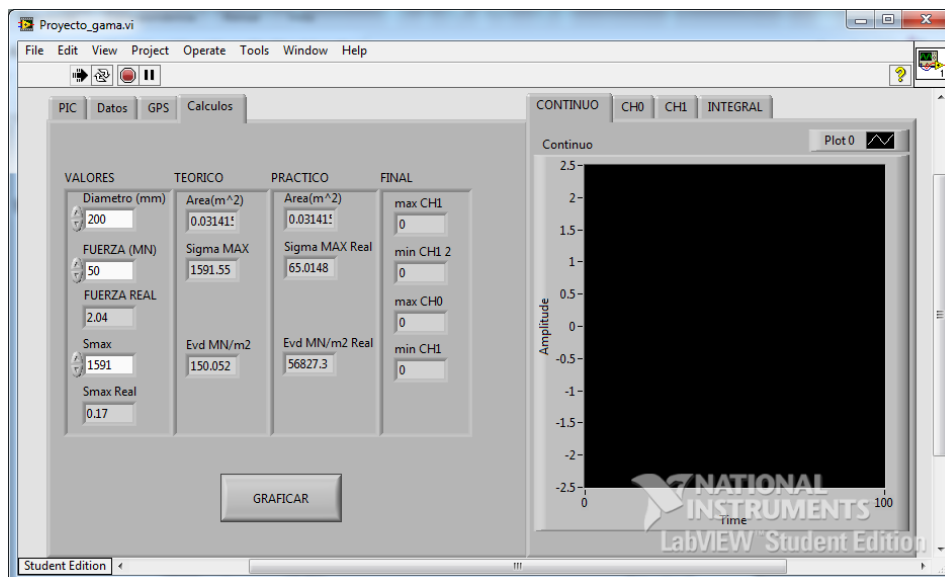 Proyecto_gama.vi
File Edit View Project Operate Tools Window Help
1
PIC Datos GPS Calculos
CONTINUO CH0 CH1 INTEGRAL
VALORES TEORICO PRACTICO FINAL
Diametro (mm)
200
FUERZA (MN)
50
FUERZA REAL
2.04
Smax
1591
Smax Real
0.17
Area(m^2)
0.03141
Sigma MAX
1591.55
Evd MN/m2
150.052
Area(m^2)
0.03141
Sigma MAX Real
65.0148
Evd MN/m2 Real
56827.3
max CH1
0
min CH1 2
0
max CH0
0
min CH1
0
GRAFICAR
Continuo
Plot 0
Amplitude
2.5
2
1.5
1
0.5
0
-0.5
-1
-1.5
-2
-2.5
0 100
Time
NATIONAL
INSTRUMENTS
LabVIEW™ Student Edition
Student Edition